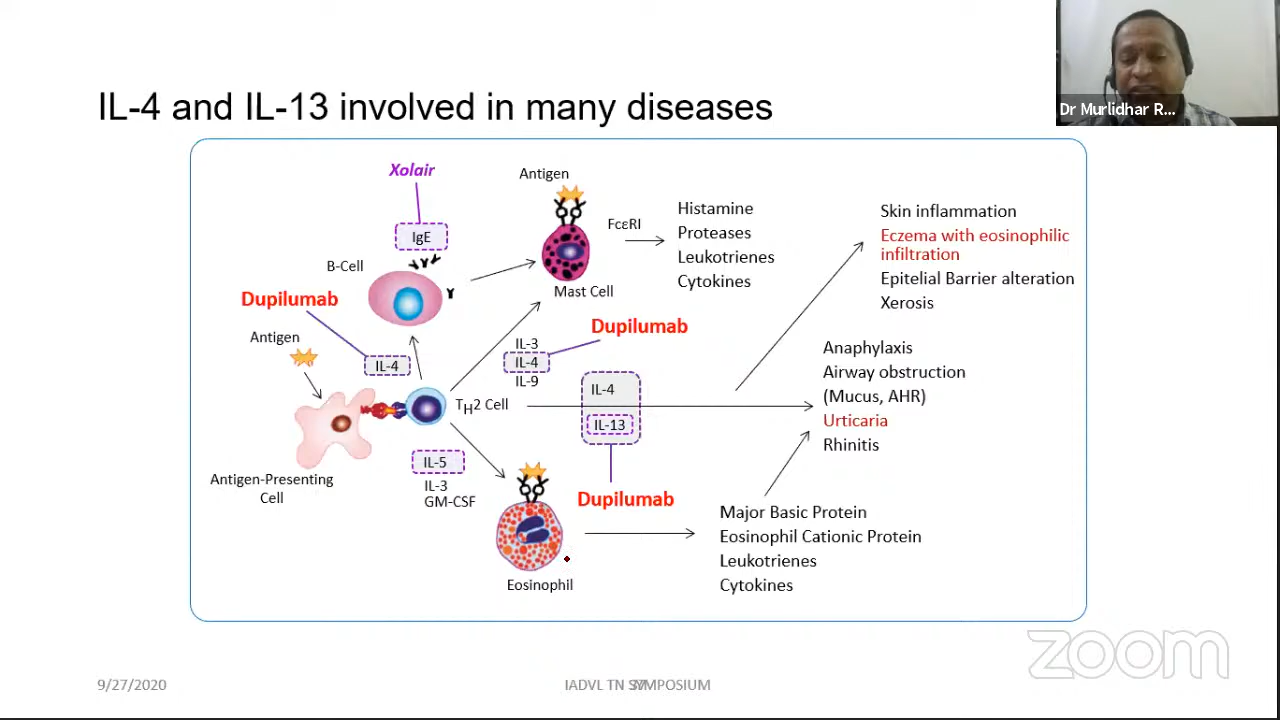 Dr Murlidhar R...
IL-4 and IL-13 involved in many diseases
Xolair
IgE
B-Cell
Dupilumab
Antigen
IL-4
Antigen-Presenting
Cell
Antigen
FcεRI
Mast Cell
Histamine
Proteases
Leukotrienes
Cytokines
Dupilumab
IL-3
IL-4
IL-9
TH2 Cell
IL-4
IL-13
Dupilumab
IL-5
IL-3
GM-CSF
Eosinophil
Skin inflammation
Eczema with eosinophilic
infiltration
Epitelial Barrier alteration
Xerosis
Anaphylaxis
Airway obstruction
(Mucus, AHR)
Urticaria
Rhinitis
Major Basic Protein
Eosinophil Cationic Protein
Leukotrienes
Cytokines
zoom
9/27/2020
IADVL TN SYMPOSIUM